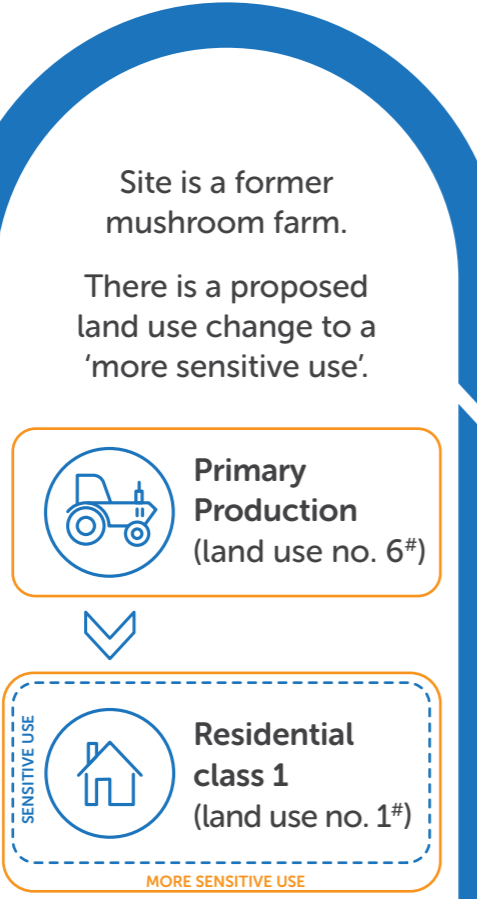 Site is a former
mushroom farm.
There is a proposed
land use change to a
‘more sensitive use’.
Primary
Production
(land use no. 6#)
SENSITIVE USE
Residential
class 1
(land use no. 1#)
MORE SENSITIVE USE